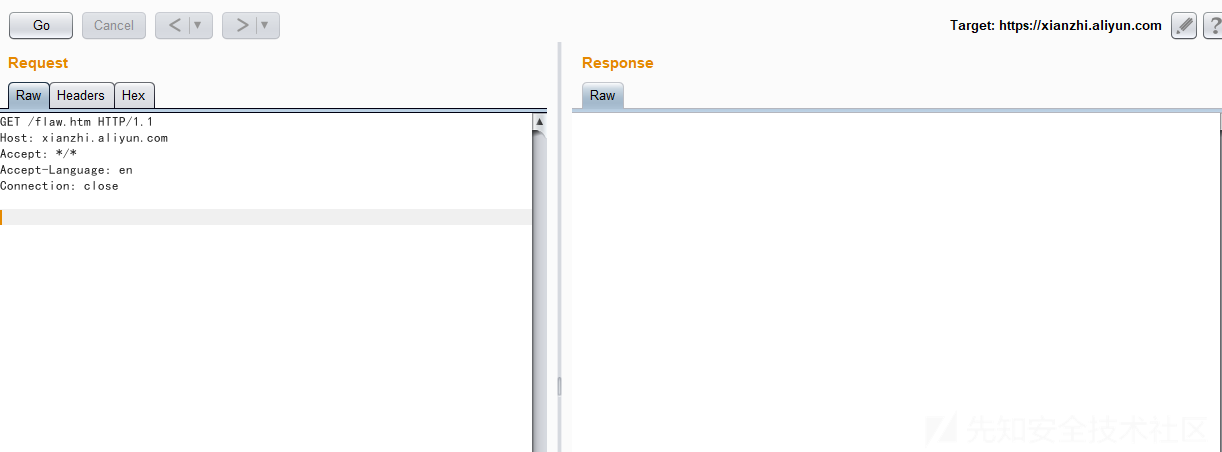 Go Cancel < > Target: https://xianzhi.aliyun.com ?
Request
Raw Headers Hex
GET /flaw.htm HTTP/1.1
Host: xianzhi.aliyun.com
Accept: */*
Accept-Language: en
Connection: close
Response
Raw
先知安全技术社区